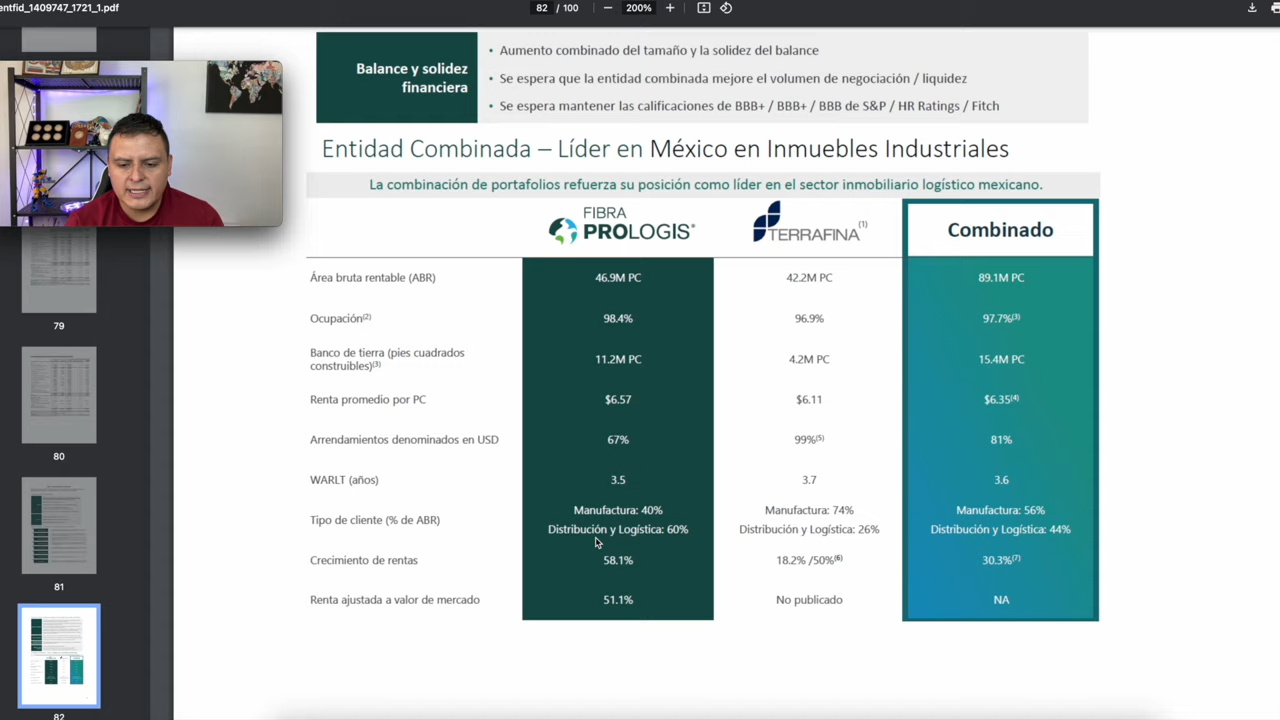 entfid_1409747_1721_1.pdf
82 / 100
200%
Balance y solidez
financiera
• Aumento combinado del tamaño y la solidez del balance
• Se espera que la entidad combinada mejore el volumen de negociación / liquidez
• Se espera mantener las calificaciones de BBB+ / BBB+ / BBB de S&P / HR Ratings / Fitch
Entidad Combinada – Líder en México en Inmuebles Industriales
La combinación de portafolios refuerza su posición como líder en el sector inmobiliario logístico mexicano.
FIBRA
PROLOGIS®
TERRAFINA(1)
Combinado
Área bruta rentable (ABR) 46.9M PC 42.2M PC 89.1M PC
Ocupación(2) 98.4% 96.9% 97.7%(3)
Banco de tierra (pies cuadrados
construibles)(3) 11.2M PC 4.2M PC 15.4M PC
Renta promedio por PC $6.57 $6.11 $6.35(4)
Arrendamientos denominados en USD 67% 99%(5) 81%
WARLT (años) 3.5 3.7 3.6
Tipo de cliente (% de ABR) Manufactura: 40% Manufactura: 74% Manufactura: 56%
Distribución y Logística: 60% Distribución y Logística: 26% Distribución y Logística: 44%
Crecimiento de rentas 58.1% 18.2% /50%(6) 30.3%(7)
Renta ajustada a valor de mercado 51.1% No publicado NA
79
80
81
82